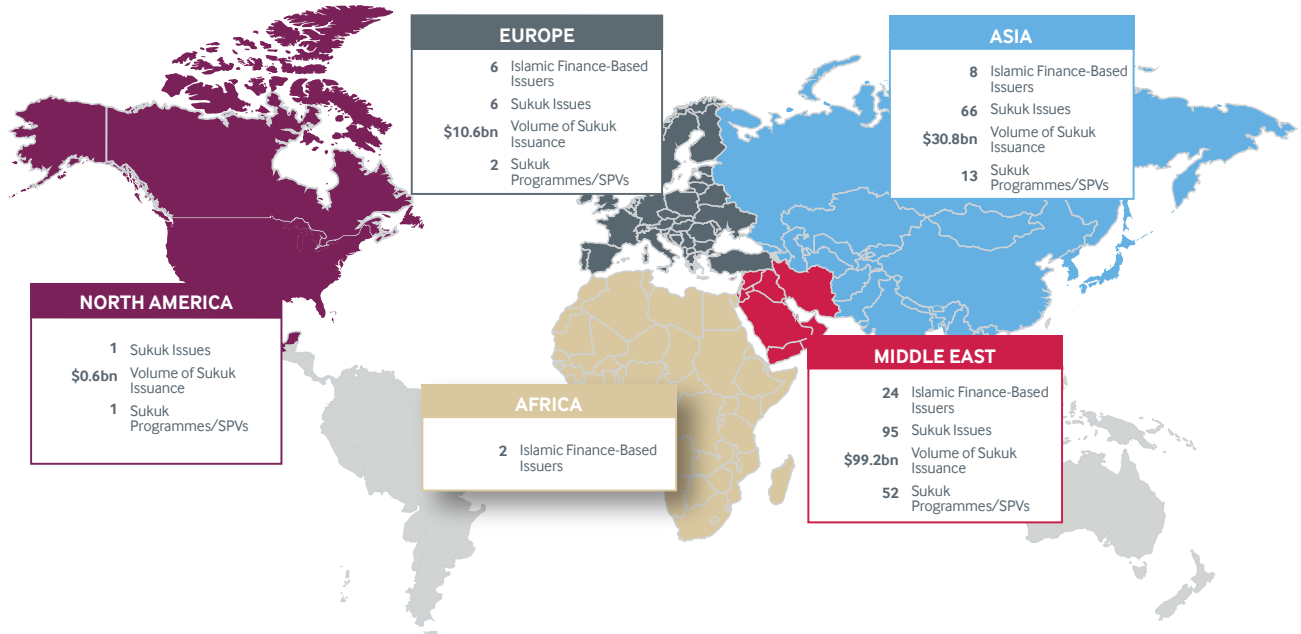 EUROPE
6 Islamic Finance-Based
Issuers
6 Sukuk Issues
$10.6bn Volume of Sukuk
Issuance
2 Sukuk
Programmes/SPVs
ASIA
8 Islamic Finance-Based
Issuers
66 Sukuk Issues
$30.8bn Volume of Sukuk
Issuance
13 Sukuk
Programmes/SPVs
NORTH AMERICA
1 Sukuk Issues
$0.6bn Volume of Sukuk
Issuance
1 Sukuk
Programmes/SPVs
AFRICA
2 Islamic Finance-Based
Issuers
MIDDLE EAST
24 Islamic Finance-Based
Issuers
95 Sukuk Issues
$99.2bn Volume of Sukuk
Issuance
52 Sukuk
Programmes/SPVs